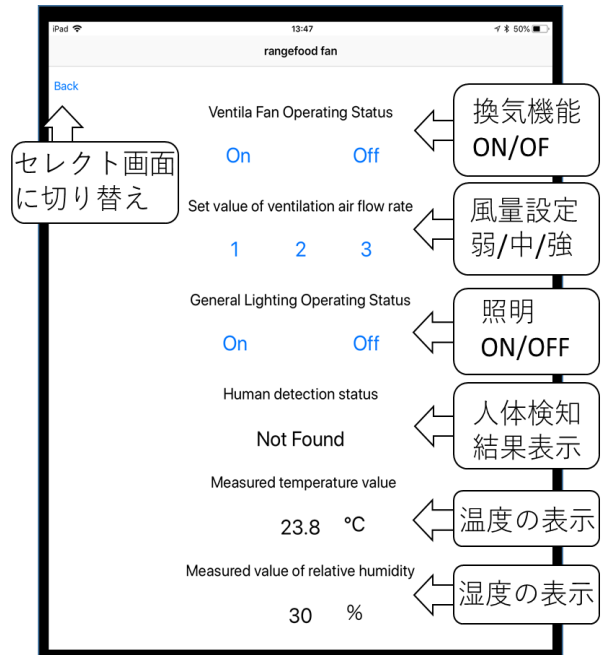 iPad 13:47 50%
rangefood fan
Back
セレクト画面
に切り替え
Ventila Fan Operating Status
On Off
換気機能
ON/OF
Set value of ventilation air flow rate
1 2 3
風量設定
弱/中/強
General Lighting Operating Status
On Off
照明
ON/OFF
Human detection status
Not Found
人体検知
結果表示
Measured temperature value
23.8 °C
温度の表示
Measured value of relative humidity
30 %
湿度の表示